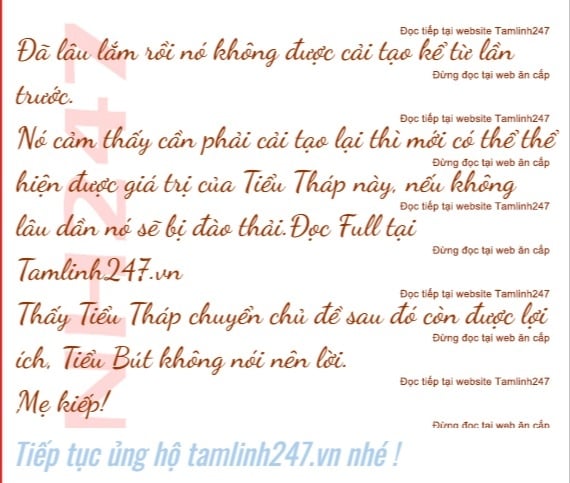 Đọc tiếp tại website Tamlinh247
Đã lâu lắm rồi nó không được cải tạo kể từ lần
Đừng đọc tại web ăn cắp
trước.
Đọc tiếp tại website Tamlinh247
Nó cảm thấy cần phải cải tạo lại thì mới có thể thể
Đừng đọc tại web ăn cắp
hiện được giá trị của Tiểu Tháp này, nếu không
Đọc tiếp tại website Tamlinh247
lâu dần nó sẽ bị đào thải.Đọc Full tại
Đừng đọc tại web ăn cắp
Tamlinh247.vn
Đọc tiếp tại website Tamlinh247
Thấy Tiểu Tháp chuyển chủ đề sau đó còn được lợi
Đừng đọc tại web ăn cắp
ích, Tiểu Bút không nói nên lời.
Đọc tiếp tại website Tamlinh247
Mẹ kiếp!
Đừng đọc tại web ăn cắp
NH247
Tiếp tục ủng hộ tamlinh247.vn nhé !